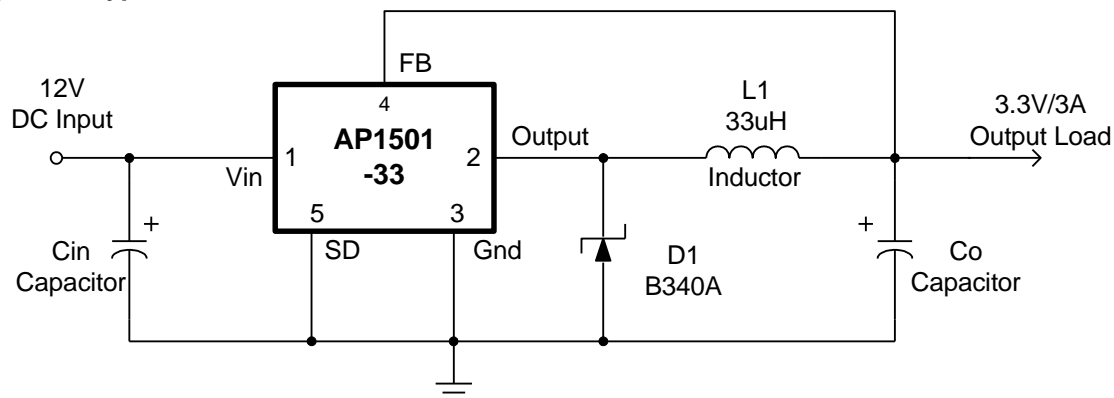 FB
12V
DC Input
4
AP1501
-33
1
2
Vin
5
3
SD
Gnd
Output
L1
33uH
Inductor
3.3V/3A
Output Load
+
Cin
Capacitor
D1
B340A
+
Co
Capacitor